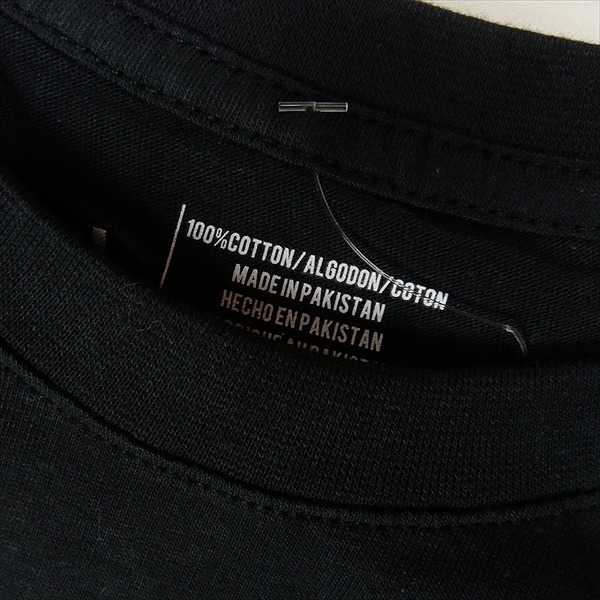 100% COTTON/ALGODON/COTON
MADE IN PAKISTAN
HECHO EN PAKISTAN